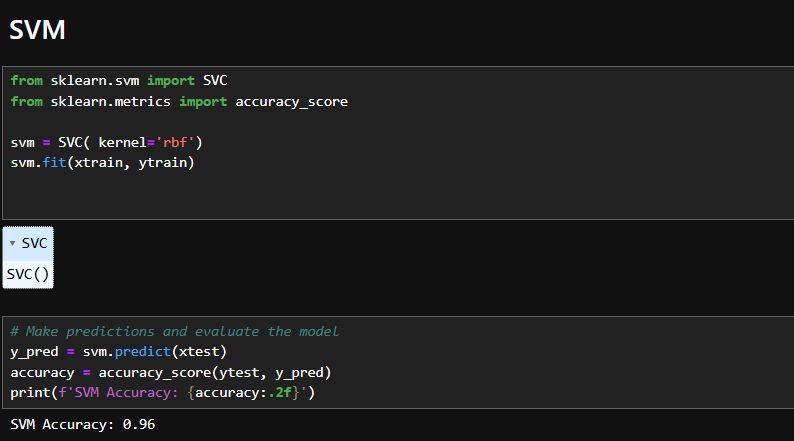 SVM
from sklearn.svm import SVC
from sklearn.metrics import accuracy_score
svm = SVC( kernel='rbf')
svm.fit(xtrain, ytrain)
▾ SVC
SVC()
# Make predictions and evaluate the model
y_pred = svm.predict(xtest)
accuracy = accuracy_score(ytest, y_pred)
print(f'SVM Accuracy: {accuracy:.2f}')
SVM Accuracy: 0.96